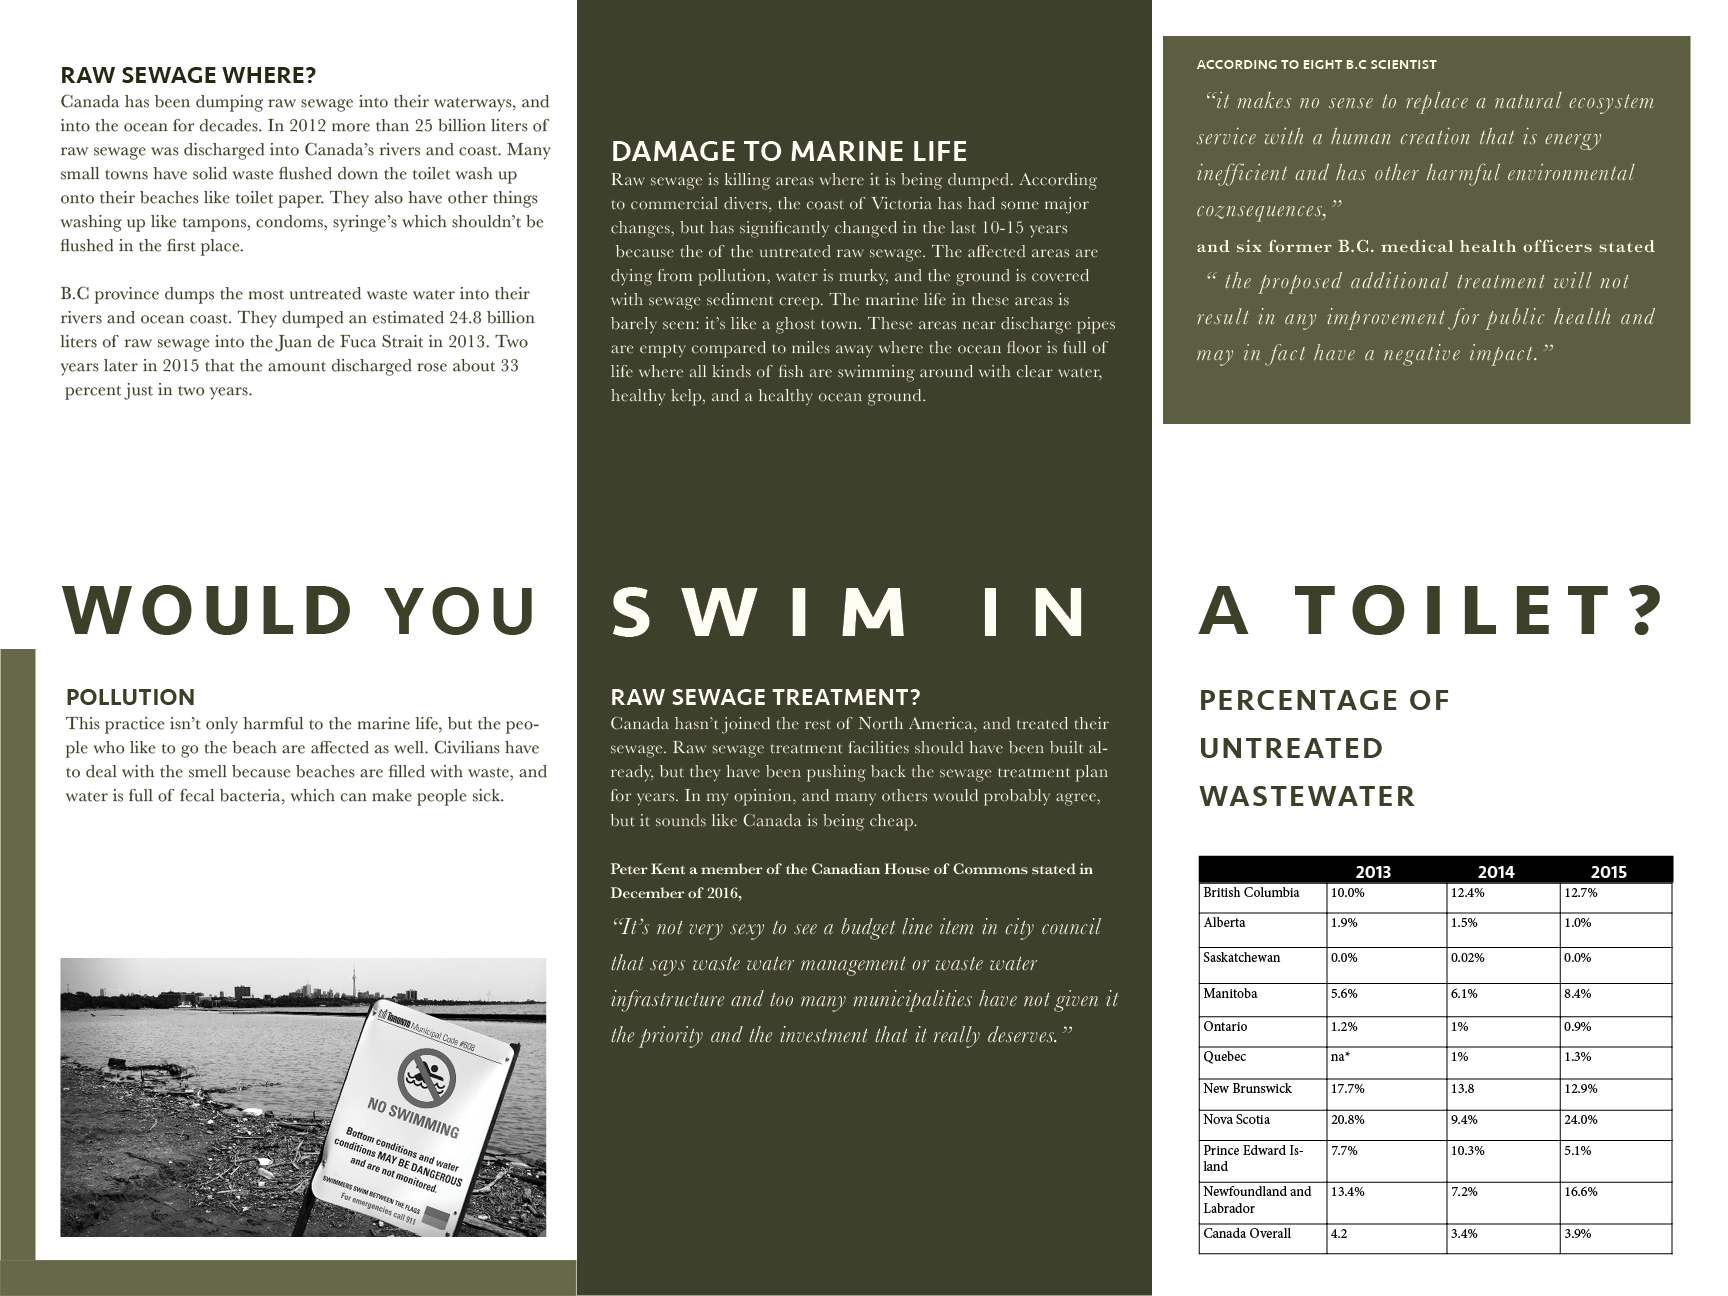 RAW SEWAGE WHERE?
Canada has been dumping raw sewage into their waterways, and
into the ocean for decades. In 2012 more than 25 billion liters of
raw sewage was discharged into Canada's rivers and coast. Many
small towns have solid waste flushed down the toilet wash up
onto their beaches like toilet paper. They also have other things
washing up like tampons, condoms, syringe's which shouldn't be
flushed in the first place.
B.C province dumps the most untreated waste water into their
rivers and ocean coast. They dumped an estimated 24.8 billion
liters of raw sewage into the Juan de Fuca Strait in 2013. Two
years later in 2015 that the amount discharged rose about 33
percent just in two years.
DAMAGE TO MARINE LIFE
Raw sewage is killing areas where it is being dumped. According
to commercial divers, the coast of Victoria has had some major
changes, but has significantly changed in the last 10-15 years
because the of the untreated raw sewage. The affected areas are
dying from pollution, water is murky, and the ground is covered
with sewage sediment creep. The marine life in these areas is
barely seen: it's like a ghost town. These areas near discharge pipes
are empty compared to miles away where the ocean floor is full of
life where all kinds of fish are swimming around with clear water,
healthy kelp, and a healthy ocean ground.
ACCORDING TO EIGHT B.C SCIENTIST
“it makes no sense to replace a natural ecosystem
service with a human creation that is energy
inefficient and has other harmful environmental
coznsequences,”
and six former B.C. medical health officers stated
“ the proposed additional treatment will not
result in any improvement for public health and
may in fact have a negative impact.”
WOULD YOU SWIM IN A TOILET?
POLLUTION
This practice isn't only harmful to the marine life, but the peo-
ple who like to go the beach are affected as well. Civilians have
to deal with the smell because beaches are filled with waste, and
water is full of fecal bacteria, which can make people sick.
TORONTO Municipal Code #608
NO SWIMMING
Bottom conditions and water
conditions MAY BE DANGEROUS
and are not monitored.
SWIMMERS SWIM BETWEEN THE FLAGS
For emergencies call 911
RAW SEWAGE TREATMENT?
Canada hasn't joined the rest of North America, and treated their
sewage. Raw sewage treatment facilities should have been built al-
ready, but they have been pushing back the sewage treatment plan
for years. In my opinion, and many others would probably agree,
but it sounds like Canada is being cheap.
Peter Kent a member of the Canadian House of Commons stated in
December of 2016,
“It's not very sexy to see a budget line item in city council
that says waste water management or waste water
infrastructure and too many municipalities have not given it
the priority and the investment that it really deserves.”
PERCENTAGE OF
UNTREATED
WASTEWATER
2013 2014 2015
British Columbia 10.0% 12.4% 12.7%
Alberta 1.9% 1.5% 1.0%
Saskatchewan 0.0% 0.02% 0.0%
Manitoba 5.6% 6.1% 8.4%
Ontario 1.2% 1% 0.9%
Quebec na* 1% 1.3%
New Brunswick 17.7% 13.8 12.9%
Nova Scotia 20.8% 9.4% 24.0%
Prince Edward Is-
land 7.7% 10.3% 5.1%
Newfoundland and
Labrador 13.4% 7.2% 16.6%
Canada Overall 4.2 3.4% 3.9%